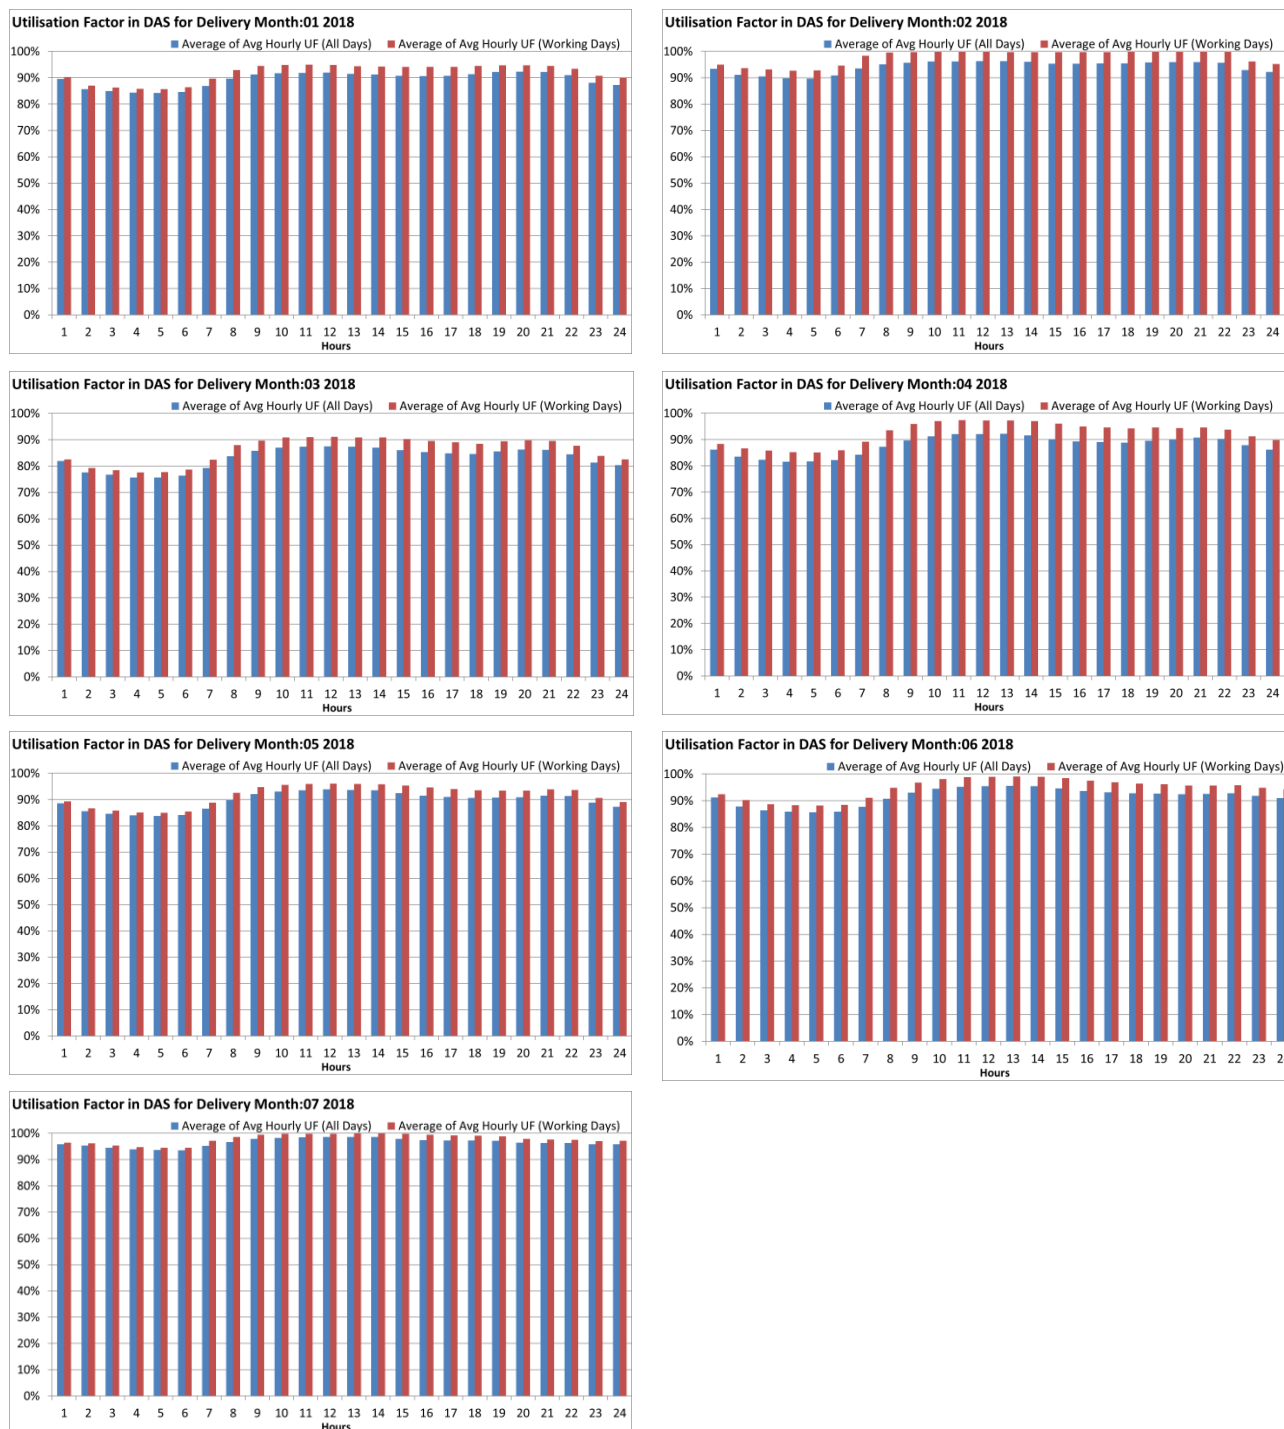 Utilisation Factor in DAS for Delivery Month:01 2018
Average of Avg Hourly UF (All Days) Average of Avg Hourly UF (Working Days)
100%
90%
80%
70%
60%
50%
40%
30%
20%
10%
0%
1 2 3 4 5 6 7 8 9 10 11 12 13 14 15 16 17 18 19 20 21 22 23 24
Hours
Utilisation Factor in DAS for Delivery Month:02 2018
Average of Avg Hourly UF (All Days) Average of Avg Hourly UF (Working Days)
100%
90%
80%
70%
60%
50%
40%
30%
20%
10%
0%
1 2 3 4 5 6 7 8 9 10 11 12 13 14 15 16 17 18 19 20 21 22 23 24
Hours
Utilisation Factor in DAS for Delivery Month:03 2018
Average of Avg Hourly UF (All Days) Average of Avg Hourly UF (Working Days)
100%
90%
80%
70%
60%
50%
40%
30%
20%
10%
0%
1 2 3 4 5 6 7 8 9 10 11 12 13 14 15 16 17 18 19 20 21 22 23 24
Hours
Utilisation Factor in DAS for Delivery Month:04 2018
Average of Avg Hourly UF (All Days) Average of Avg Hourly UF (Working Days)
100%
90%
80%
70%
60%
50%
40%
30%
20%
10%
0%
1 2 3 4 5 6 7 8 9 10 11 12 13 14 15 16 17 18 19 20 21 22 23 24
Hours
Utilisation Factor in DAS for Delivery Month:05 2018
Average of Avg Hourly UF (All Days) Average of Avg Hourly UF (Working Days)
100%
90%
80%
70%
60%
50%
40%
30%
20%
10%
0%
1 2 3 4 5 6 7 8 9 10 11 12 13 14 15 16 17 18 19 20 21 22 23 24
Hours
Utilisation Factor in DAS for Delivery Month:06 2018
Average of Avg Hourly UF (All Days) Average of Avg Hourly UF (Working Days)
100%
90%
80%
70%
60%
50%
40%
30%
20%
10%
0%
1 2 3 4 5 6 7 8 9 10 11 12 13 14 15 16 17 18 19 20 21 22 23
Hours
Utilisation Factor in DAS for Delivery Month:07 2018
Average of Avg Hourly UF (All Days) Average of Avg Hourly UF (Working Days)
100%
90%
80%
70%
60%
50%
40%
30%
20%
10%
0%
1 2 3 4 5 6 7 8 9 10 11 12 13 14 15 16 17 18 19 20 21 22 23 24
Hours